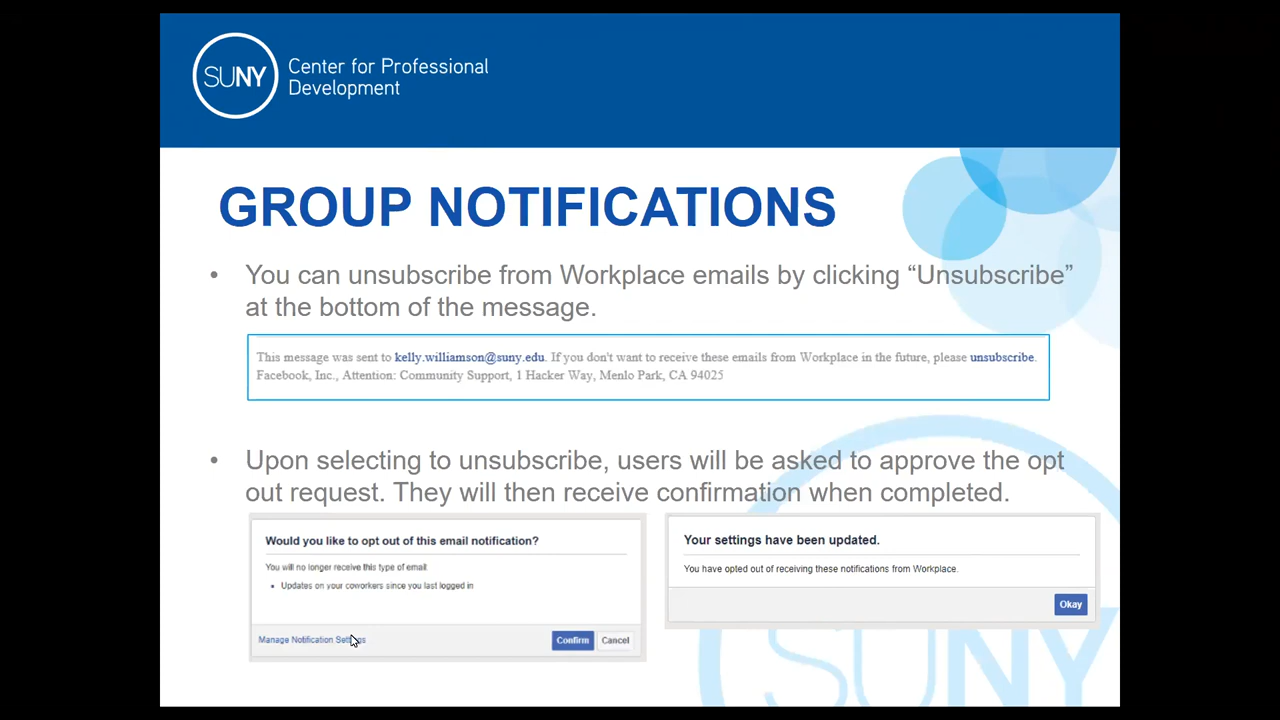 SUNY
Center for Professional
Development
GROUP NOTIFICATIONS
• You can unsubscribe from Workplace emails by clicking “Unsubscribe”
at the bottom of the message.
This message was sent to kelly.williamson@suny.edu. If you don't want to receive these emails from Workplace in the future, please unsubscribe.
Facebook, Inc., Attention: Community Support, 1 Hacker Way, Menlo Park, CA 94025
• Upon selecting to unsubscribe, users will be asked to approve the opt
out request. They will then receive confirmation when completed.
Would you like to opt out of this email notification?
You will no longer receive this type of email
• Updates on your coworkers since you last logged in
Manage Notification Settings
Confirm Cancel
Your settings have been updated.
You have opted out of receiving these notifications from Workplace.
Okay
SUNY